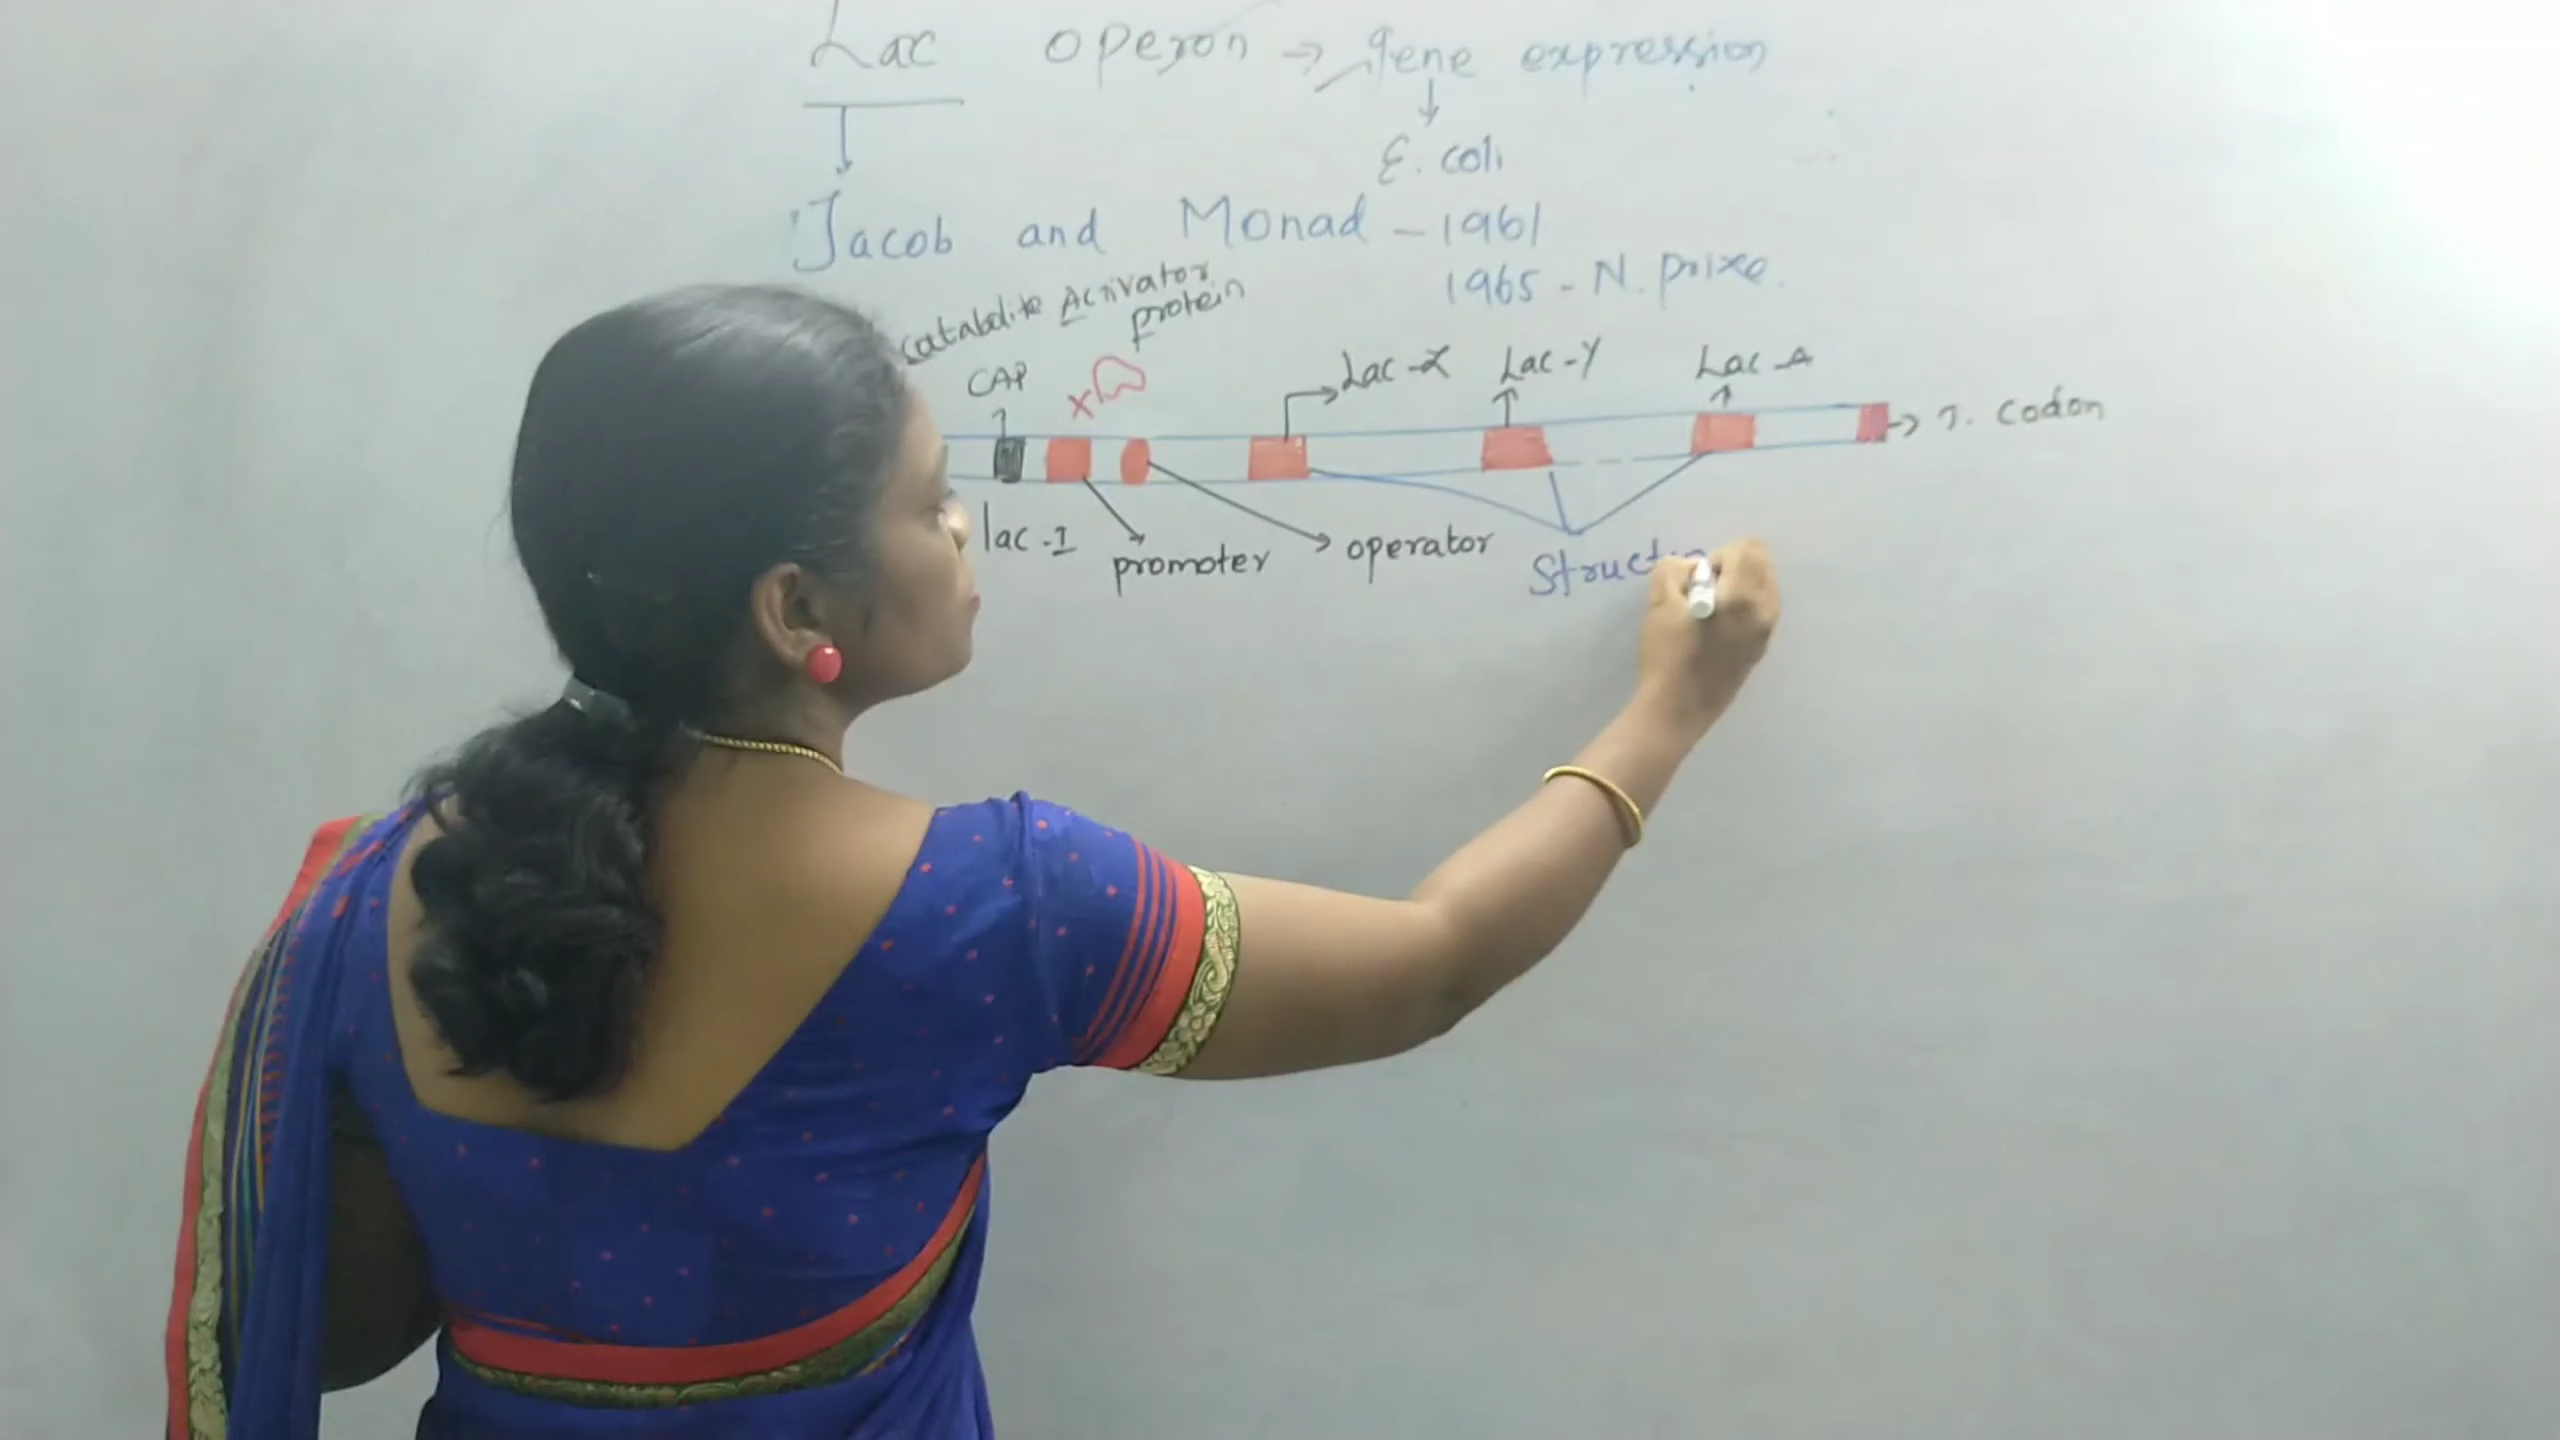 Lac operon → gene expression
E. coli
Jacob and Monad - 1961
1965 - N. prize.
Catabolite Activator
protein
CAP
Lac-Z Lac-Y Lac-A
T. codon
lac-I
promoter
operator
Struct